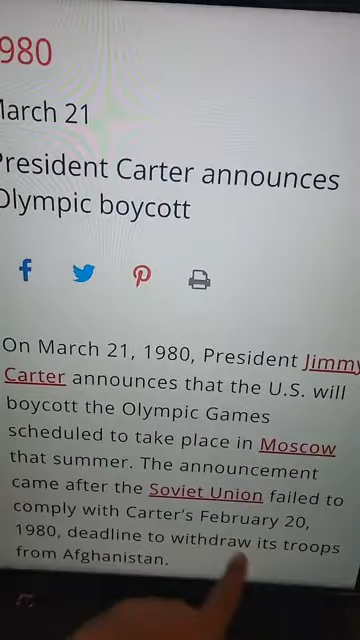 980
March 21
President Carter announces
Olympic boycott
On March 21, 1980, President Jimmy
Carter announces that the U.S. will
boycott the Olympic Games
scheduled to take place in Moscow
that summer. The announcement
came after the Soviet Union failed to
comply with Carter's February 20,
1980, deadline to withdraw its troops
from Afghanistan.